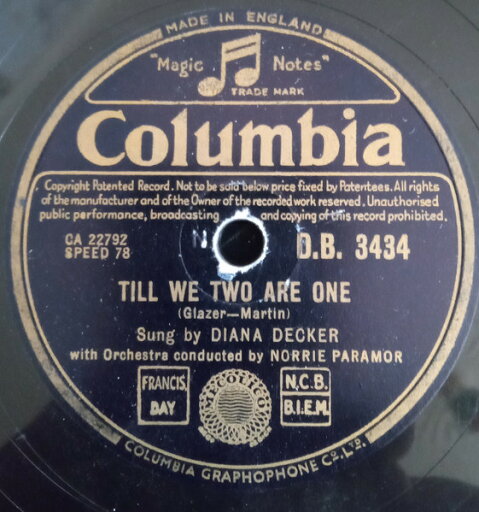 MADE IN ENGLAND
"Magic Notes"
TRADE MARK
Columbia
Copyright Patented Record. Not to be sold below price fixed by Patentees. All rights
of the manufacturer and of the Owner of the recorded work reserved. Unauthorised
public performance, broadcasting and copying of this record prohibited.
CA 22792
SPEED 78
D.B. 3434
TILL WE TWO ARE ONE
(Glazer—Martin)
Sung by DIANA DECKER
with Orchestra conducted by NORRIE PARAMOR
FRANCIS,
DAY
N.C.B.
B.I.E.M.
COLUMBIA GRAPHOPHONE Co. LTD.